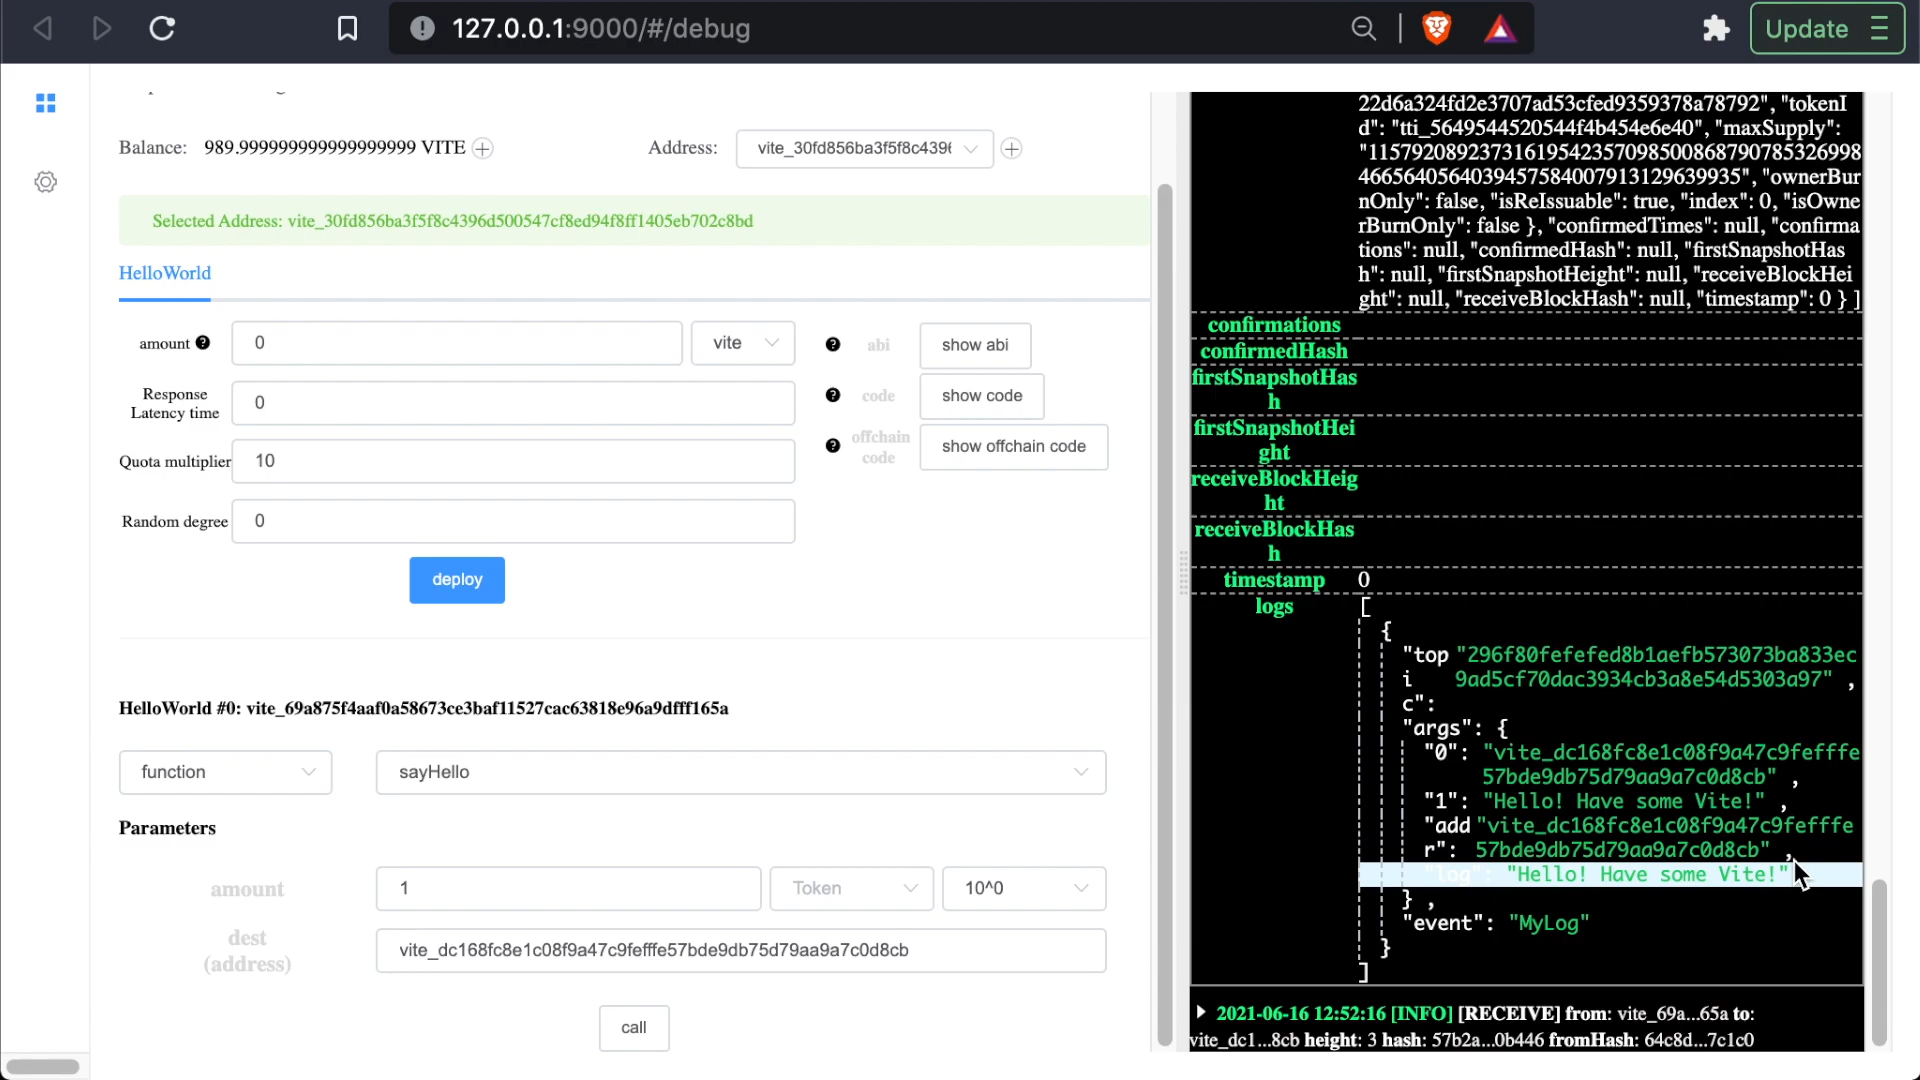 127.0.0.1:9000/#/debug
Update
Balance: 989.999999999999999999 VITE
Address: vite_30fd856ba3f5f8c4396
Selected Address: vite_30fd856ba3f5f8c4396d500547cf8ed94f8ff1405eb702c8bd
HelloWorld
amount 0 vite
abi show abi
Response
Latency time
0
code show code
Quota multiplier 10
offchain
code
show offchain code
Random degree 0
deploy
HelloWorld #0: vite_69a875f4aaf0a58673ce3baf11527cac63818e96a9dfff165a
function sayHello
Parameters
amount 1 Token 10^0
dest
(address)
vite_dc168fc8e1c08f9a47c9fefffe57bde9db75d79aa9a7c0d8cb
call
22d6a324fd2e3707ad53cfed9359378a78792", "tokenI
d": "tti_5649544520544f4b454e6e40", "maxSupply":
"1157920892373161954235709850086879078532699​8
46656405640394575840079131296399​35", "ownerBur
nOnly": false, "isReIssuable": true, "index": 0, "isOwne
rBurnOnly": false }, "confirmedTimes": null, "confirma
tions": null, "confirmedHash": null, "firstSnapshotHas
h": null, "firstSnapshotHeight": null, "receiveBlockHei
ght": null, "receiveBlockHash": null, "timestamp": 0 } ]
confirmations
confirmedHash
firstSnapshotHas
h
firstSnapshotHei
ght
receiveBlockHeig
ht
receiveBlockHas
h
timestamp 0
logs [
{
"top "296f80fefefed8b1aefb573073ba833ec
i 9ad5cf70dac3934cb3a8e54d5303a97" ,
c":
"args": {
"0": "vite_dc168fc8e1c08f9a47c9fefffe
57bde9db75d79aa9a7c0d8cb" ,
"1": "Hello! Have some Vite!" ,
"add "vite_dc168fc8e1c08f9a47c9fefffe
r": 57bde9db75d79aa9a7c0d8cb" ,
"log": "Hello! Have some Vite!"
} ,
"event": "MyLog"
}
]
2021-06-16 12:52:16 [INFO] [RECEIVE] from: vite_69a...65a to:
vite_dc1...8cb height: 3 hash: 57b2a...0b446 fromHash: 64c8d...7c1c0